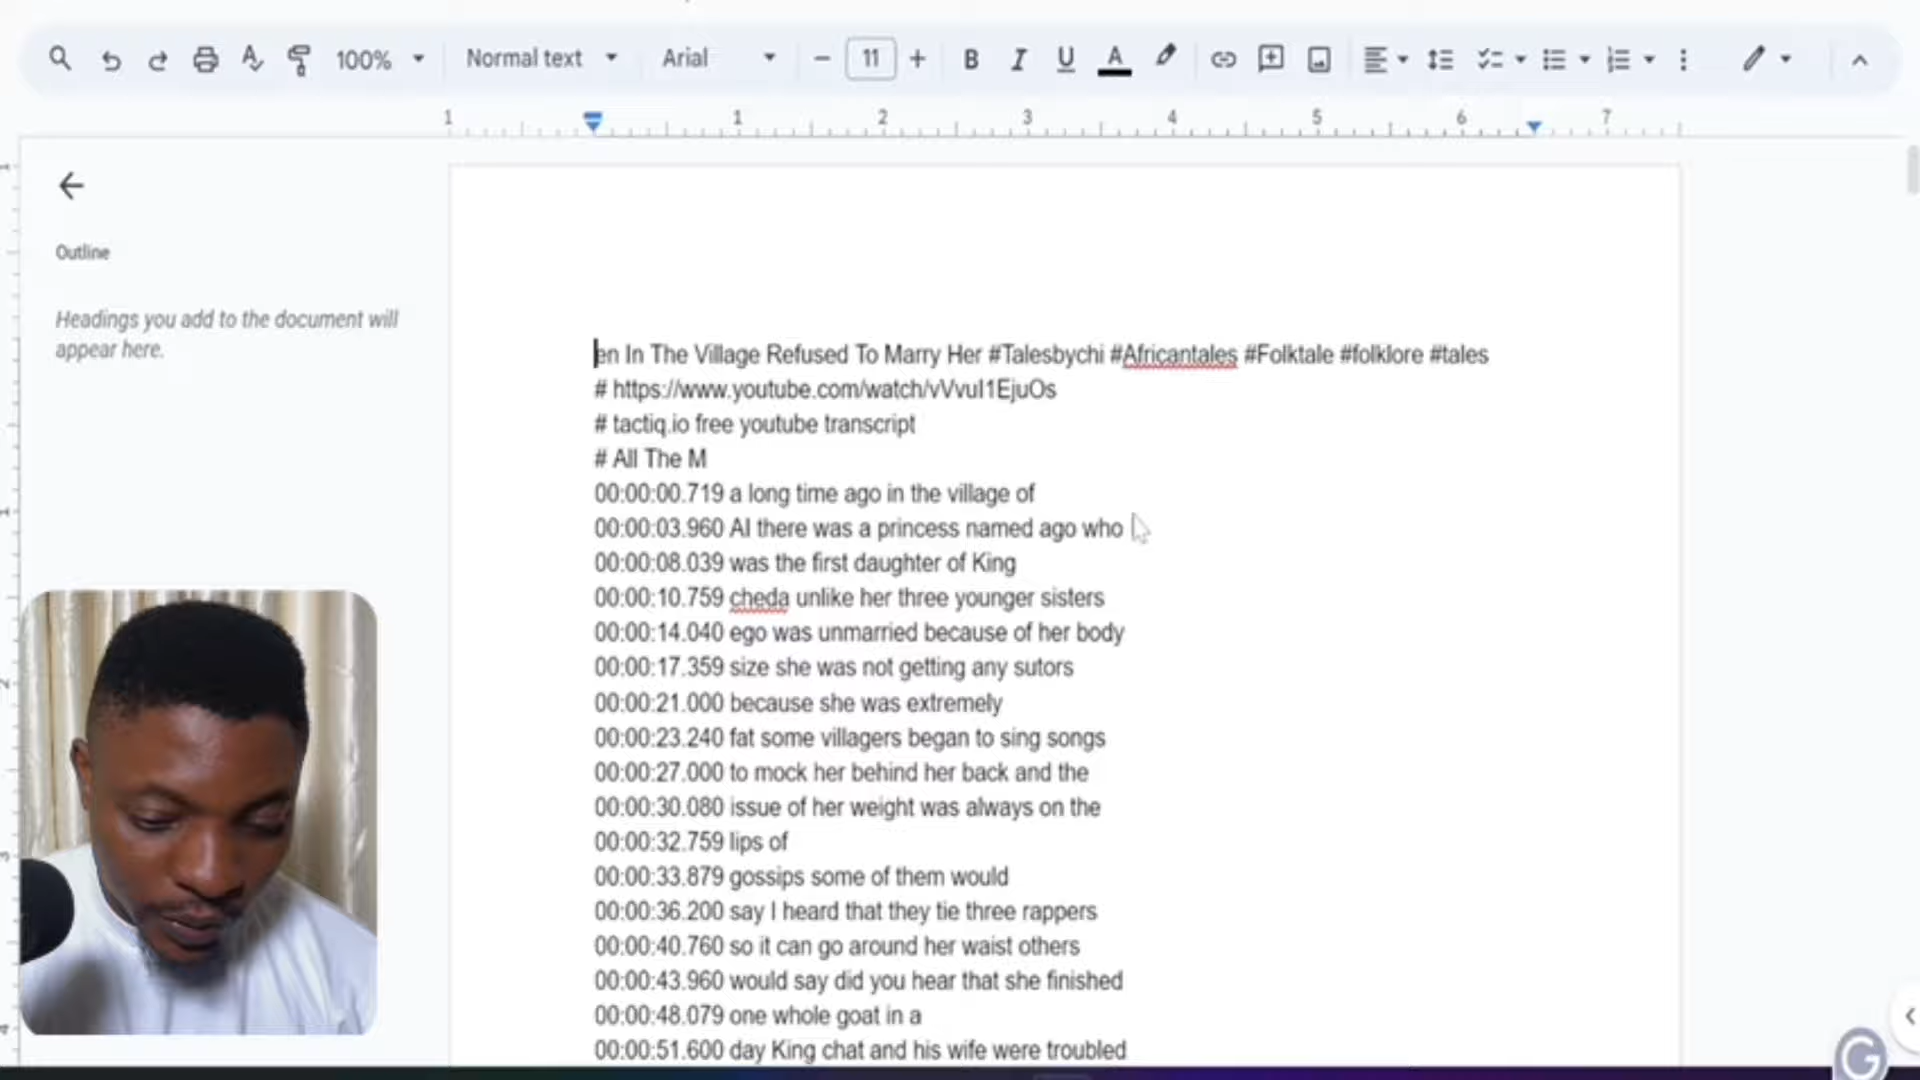 100%
Normal text
Arial
11
B
I
U
A
1
1
2
3
4
5
6
7
Outline
Headings you add to the document will
appear here.
en In The Village Refused To Marry Her #Talesbychi #Africantales #Folktale #folklore #tales
# https://www.youtube.com/watch/vVvuI1EjuOs
# tactiq.io free youtube transcript
# All The M
00:00:00.719 a long time ago in the village of
00:00:03.960 AI there was a princess named ago who
00:00:08.039 was the first daughter of King
00:00:10.759 cheda unlike her three younger sisters
00:00:14.040 ego was unmarried because of her body
00:00:17.359 size she was not getting any sutors
00:00:21.000 because she was extremely
00:00:23.240 fat some villagers began to sing songs
00:00:27.000 to mock her behind her back and the
00:00:30.080 issue of her weight was always on the
00:00:32.759 lips of
00:00:33.879 gossips some of them would
00:00:36.200 say I heard that they tie three rappers
00:00:40.760 so it can go around her waist others
00:00:43.960 would say did you hear that she finished
00:00:48.079 one whole goat in a
00:00:51.600 day King chat and his wife were troubled